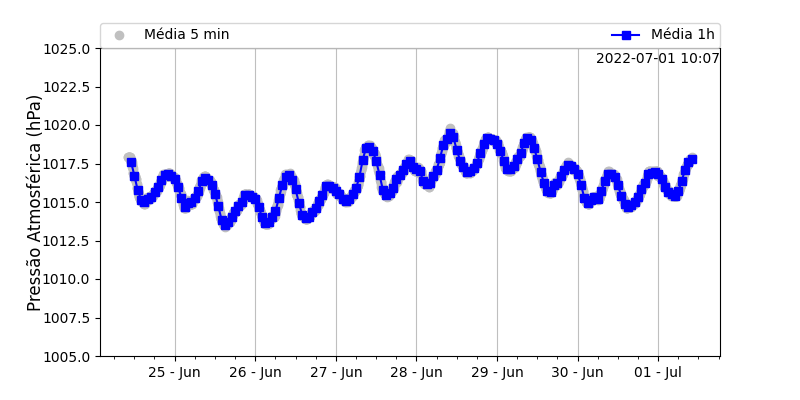 Média 5 min
Média 1h
2022-07-01 10:07
Pressão Atmosférica (hPa)
1025.0
1022.5
1020.0
1017.5
1015.0
1012.5
1010.0
1007.5
1005.0
25 - Jun
26 - Jun
27 - Jun
28 - Jun
29 - Jun
30 - Jun
01 - Jul